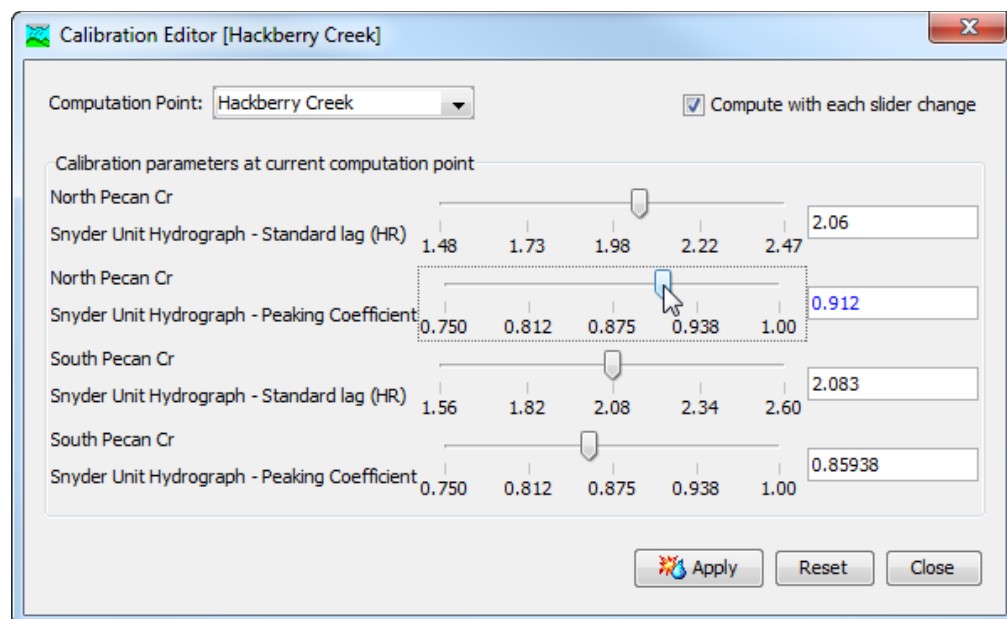 Calibration Editor [Hackberry Creek]
Computation Point: Hackberry Creek
Compute with each slider change
Calibration parameters at current computation point
North Pecan Cr
Snyder Unit Hydrograph - Standard lag (HR)
1.48 1.73 1.98 2.22 2.47
2.06
North Pecan Cr
Snyder Unit Hydrograph - Peaking Coefficient
0.750 0.812 0.875 0.938 1.00
0.912
South Pecan Cr
Snyder Unit Hydrograph - Standard lag (HR)
1.56 1.82 2.08 2.34 2.60
2.083
South Pecan Cr
Snyder Unit Hydrograph - Peaking Coefficient
0.750 0.812 0.875 0.938 1.00
0.85938
Apply Reset Close